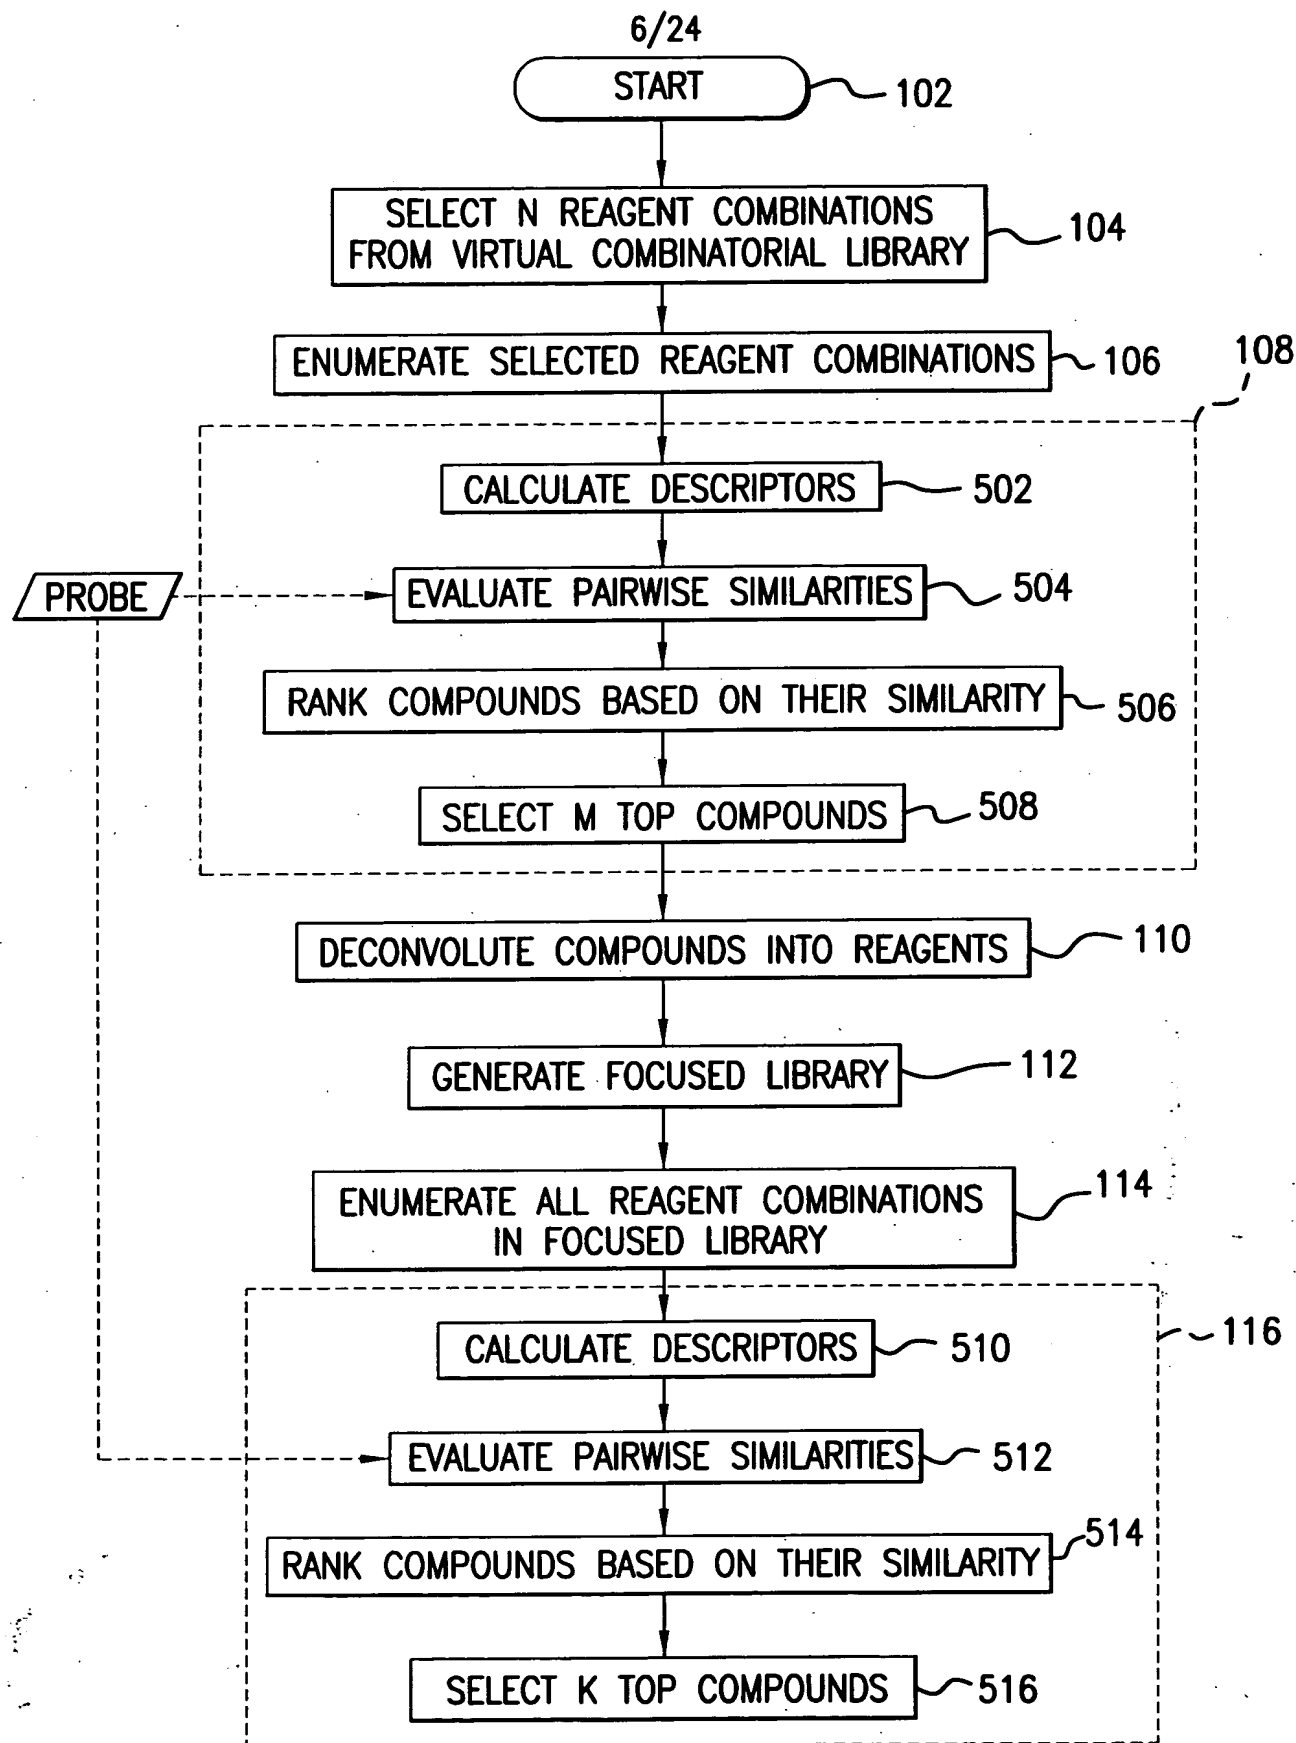 6/24
START
102
SELECT N REAGENT COMBINATIONS
FROM VIRTUAL COMBINATORIAL LIBRARY
104
ENUMERATE SELECTED REAGENT COMBINATIONS
106
108
CALCULATE DESCRIPTORS
502
PROBE
EVALUATE PAIRWISE SIMILARITIES
504
RANK COMPOUNDS BASED ON THEIR SIMILARITY
506
SELECT M TOP COMPOUNDS
508
DECONVOLUTE COMPOUNDS INTO REAGENTS
110
GENERATE FOCUSED LIBRARY
112
ENUMERATE ALL REAGENT COMBINATIONS
IN FOCUSED LIBRARY
114
CALCULATE DESCRIPTORS
510
116
EVALUATE PAIRWISE SIMILARITIES
512
RANK COMPOUNDS BASED ON THEIR SIMILARITY
514
SELECT K TOP COMPOUNDS
516